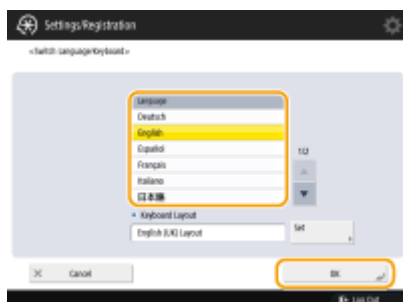 Settings/Registration
<Switch Language/Keyboard>
Language
Deutsch
English
Español
Français
Italiano
日本語
1/2
Keyboard Layout
English (UK) Layout
Set
Cancel
OK
Log Out